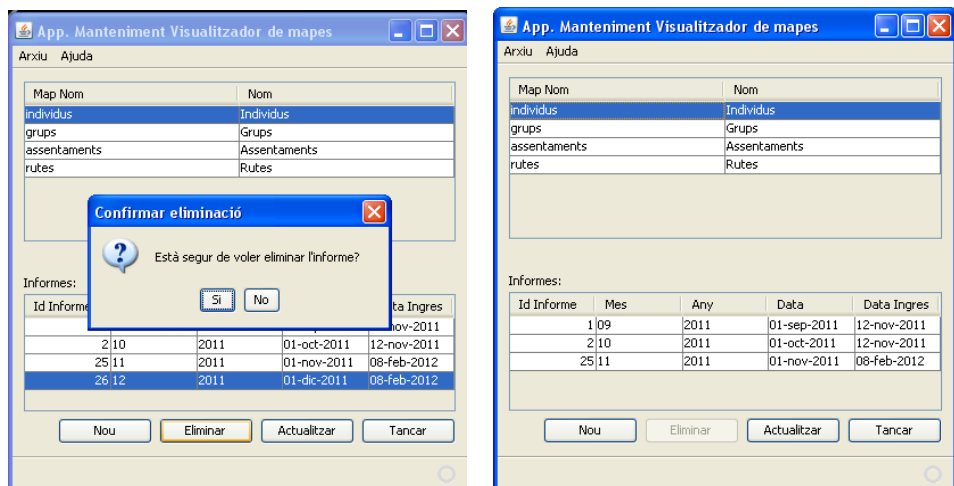 App. Manteniment Visualitzador de mapes
Arxiu Ajuda
Map Nom Nom
individus Individus
grups Grups
assentaments Assentaments
rutes Rutes
Confirmar eliminació
Està segur de voler eliminar l'informe?
Si No
Informes:
Id Informe ta Ingres
nov-2011
2 10 2011 01-oct-2011 12-nov-2011
25 11 2011 01-nov-2011 08-feb-2012
26 12 2011 01-dic-2011 08-feb-2012
Nou Eliminar Actualitzar Tancar
App. Manteniment Visualitzador de mapes
Arxiu Ajuda
Map Nom Nom
individus Individus
grups Grups
assentaments Assentaments
rutes Rutes
Informes:
Id Informe Mes Any Data Data Ingres
1 09 2011 01-sep-2011 12-nov-2011
2 10 2011 01-oct-2011 12-nov-2011
25 11 2011 01-nov-2011 08-feb-2012
Nou Eliminar Actualitzar Tancar